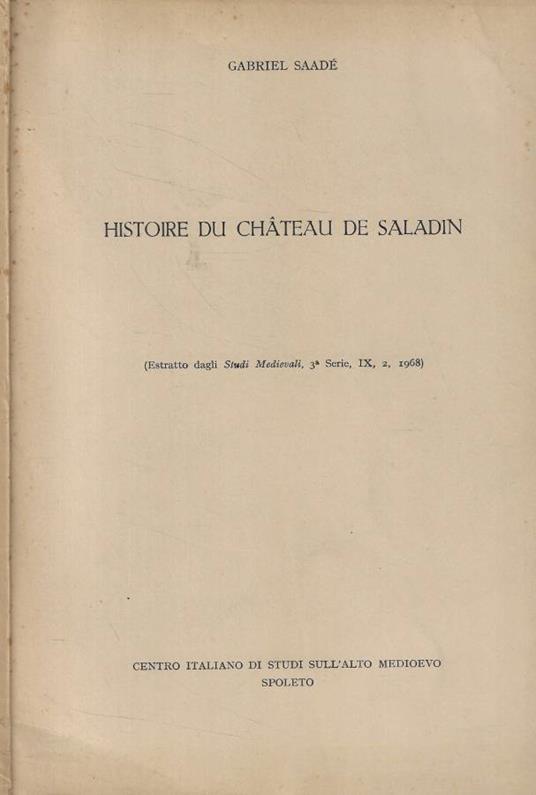 GABRIEL SAADÉ
HISTOIRE DU CHÂTEAU DE SALADIN
(Estratto dagli Studi Medievali, 3ª Serie, IX, 2, 1968)
CENTRO ITALIANO DI STUDI SULL'ALTO MEDIOEVO
SPOLETO